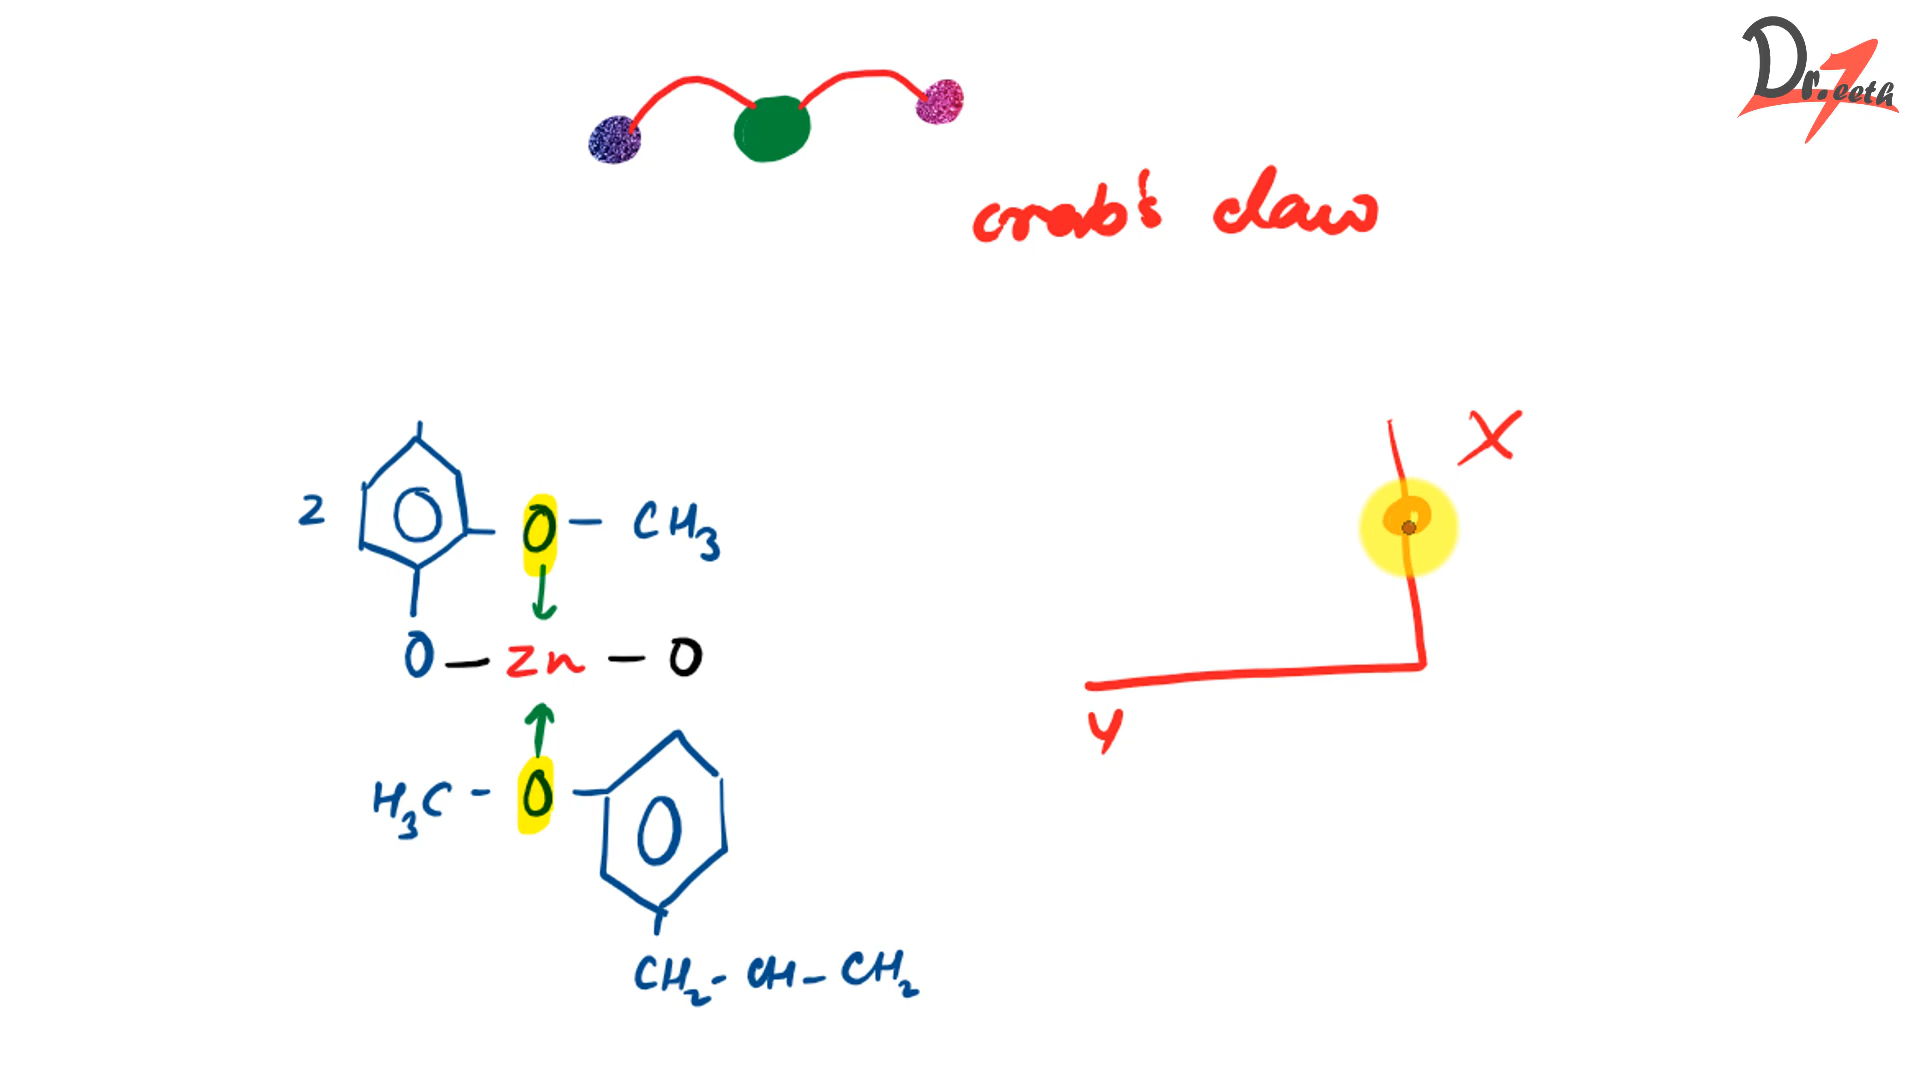 Dr. Teeth
crab's claw
X
2 O - CH3
O - Zn - O
y
H3C - O -
CH2 - CH - CH2